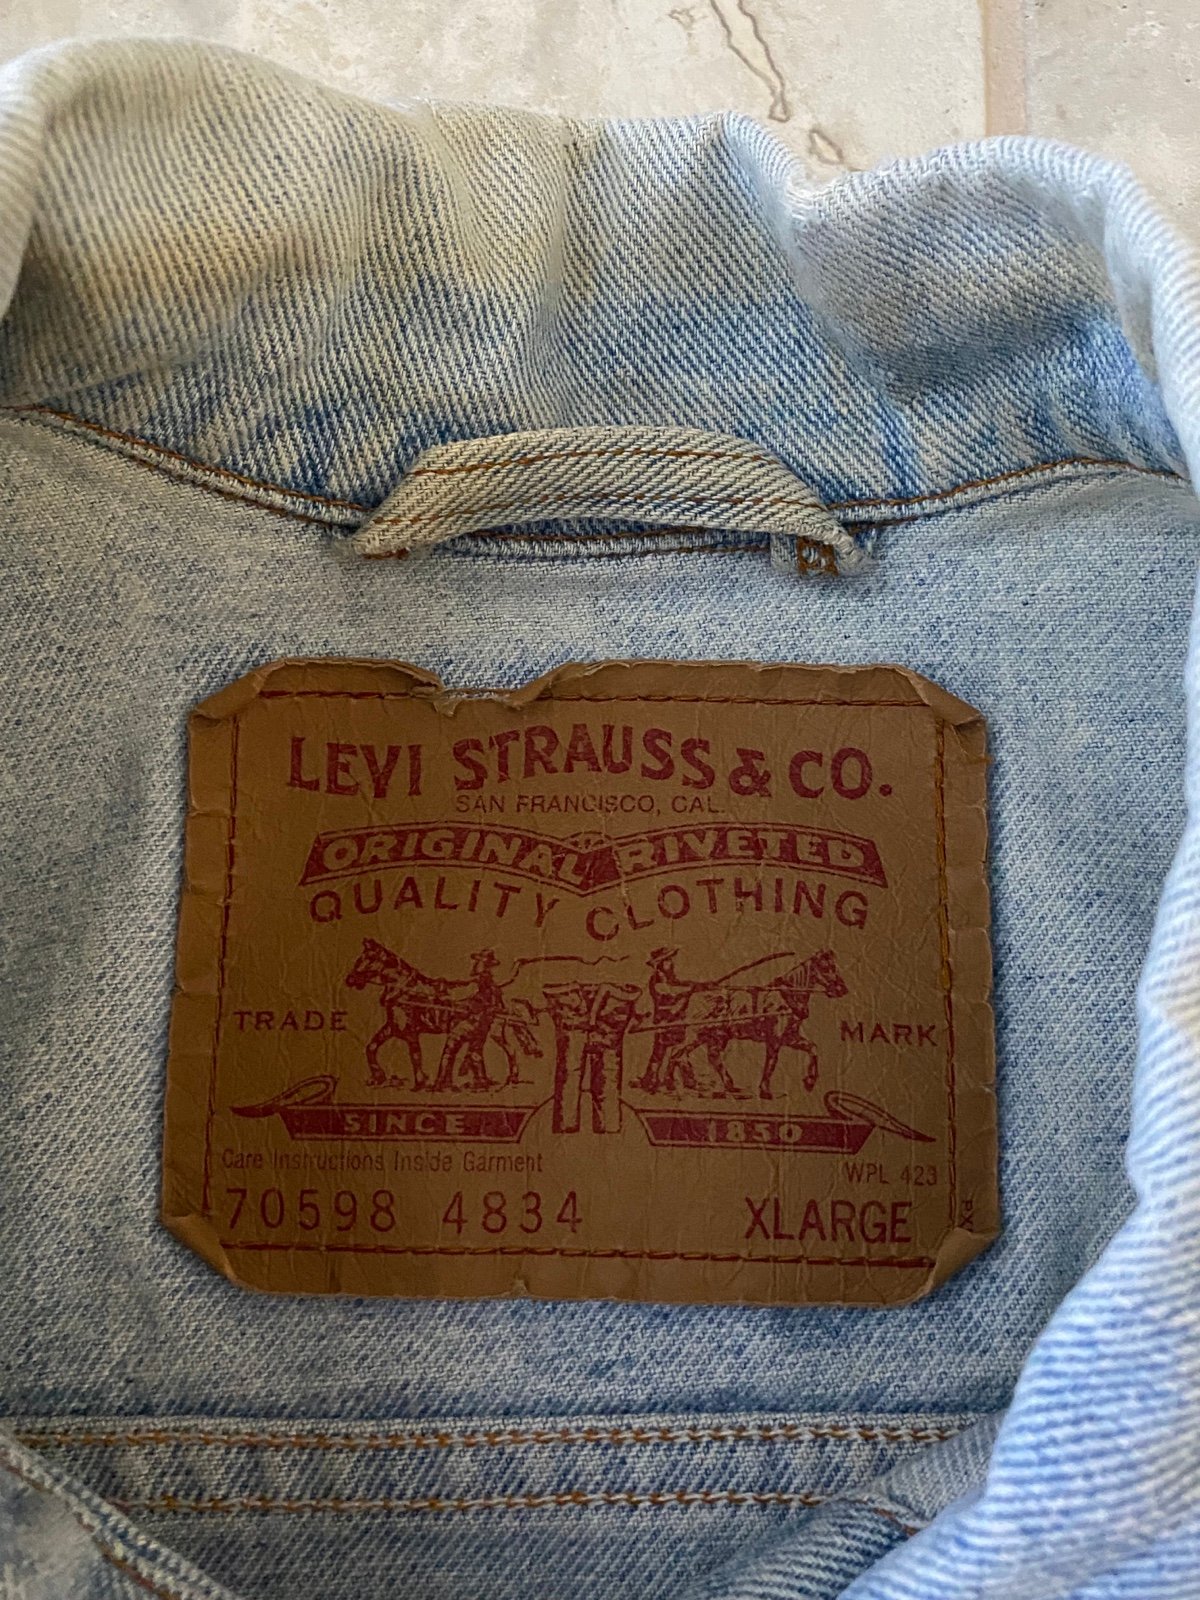 LEVI STRAUSS & CO.
SAN FRANCISCO, CAL.
ORIGINAL RIVETED
QUALITY CLOTHING
TRADE MARK
SINCE 1850
Care Instructions Inside Garment WPL 423
70598 4834 XLARGE